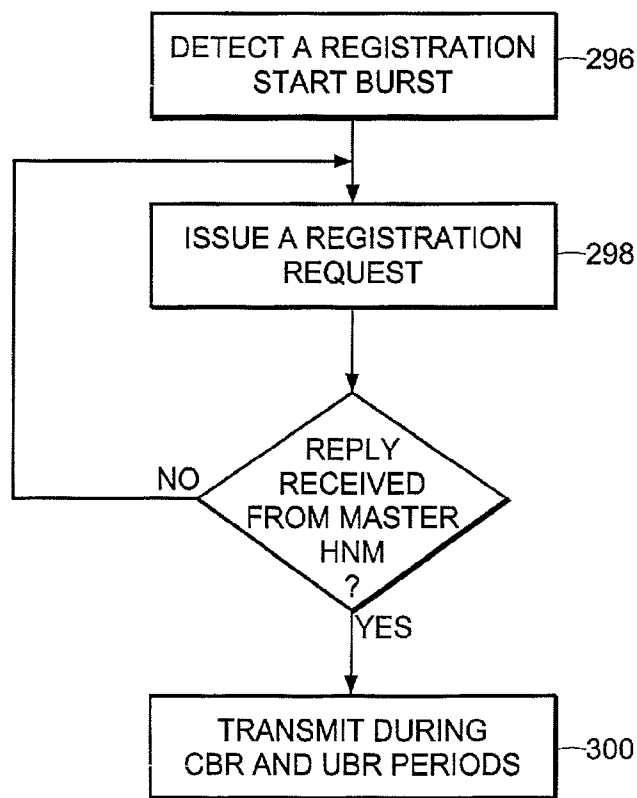 DETECT A REGISTRATION
START BURST
296
ISSUE A REGISTRATION
REQUEST
298
REPLY
RECEIVED
FROM MASTER
HNM
?
NO
YES
TRANSMIT DURING
CBR AND UBR PERIODS
300